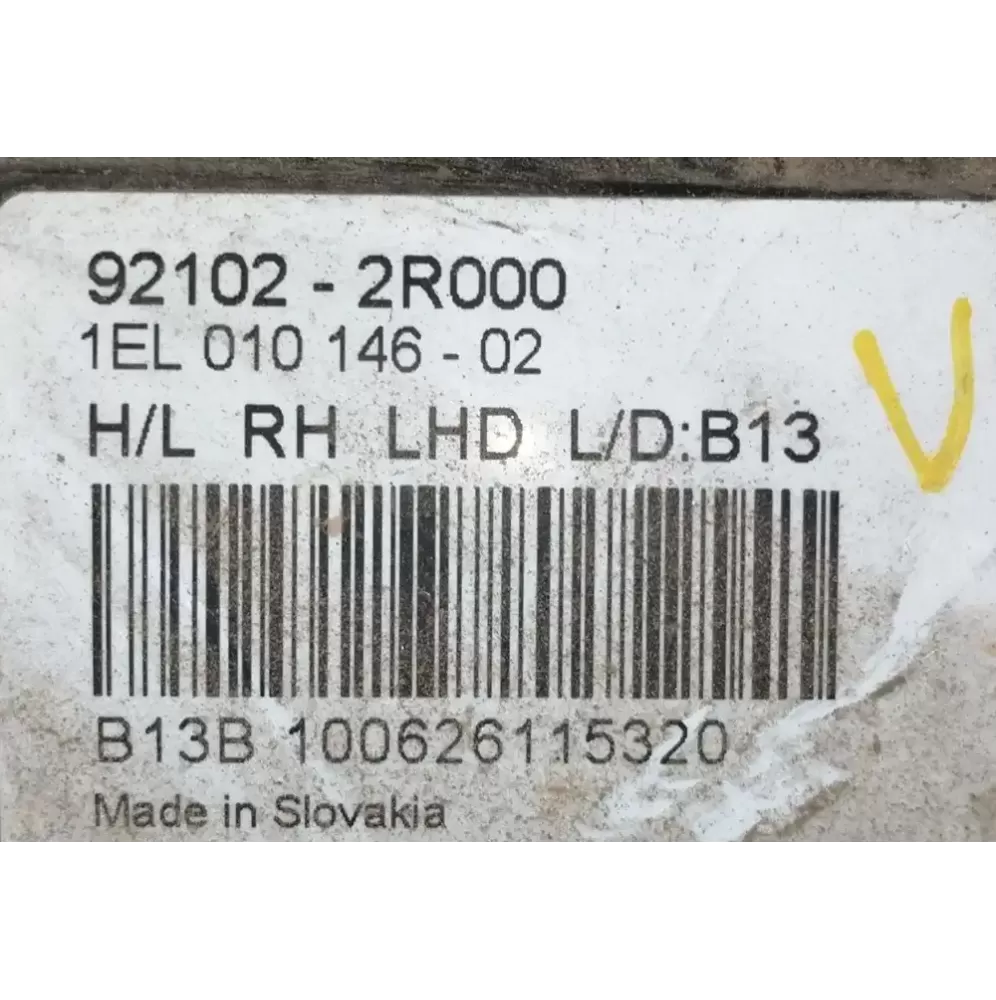 92102 - 2R000
1EL 010 146 - 02
H/L RH LHD L/D:B13
B13B 100626115320
Made in Slovakia
V